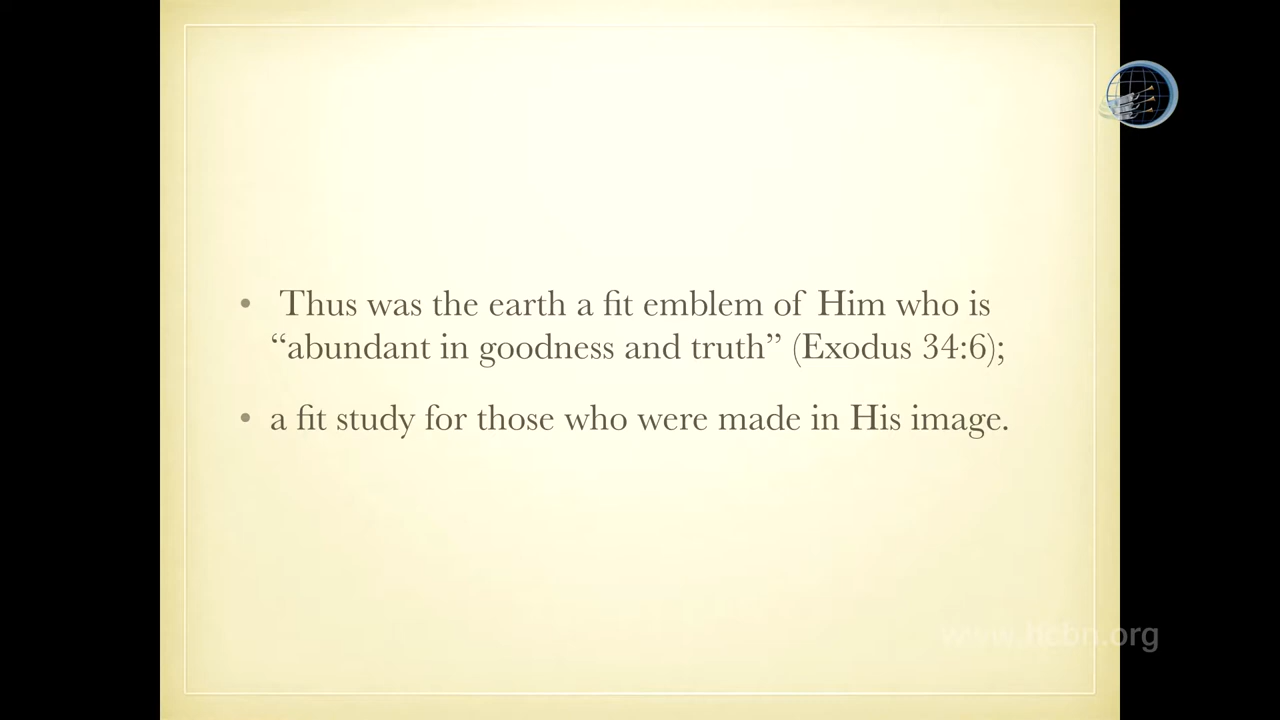 • Thus was the earth a fit emblem of Him who is
“abundant in goodness and truth” (Exodus 34:6);
• a fit study for those who were made in His image.
www.hcbn.org